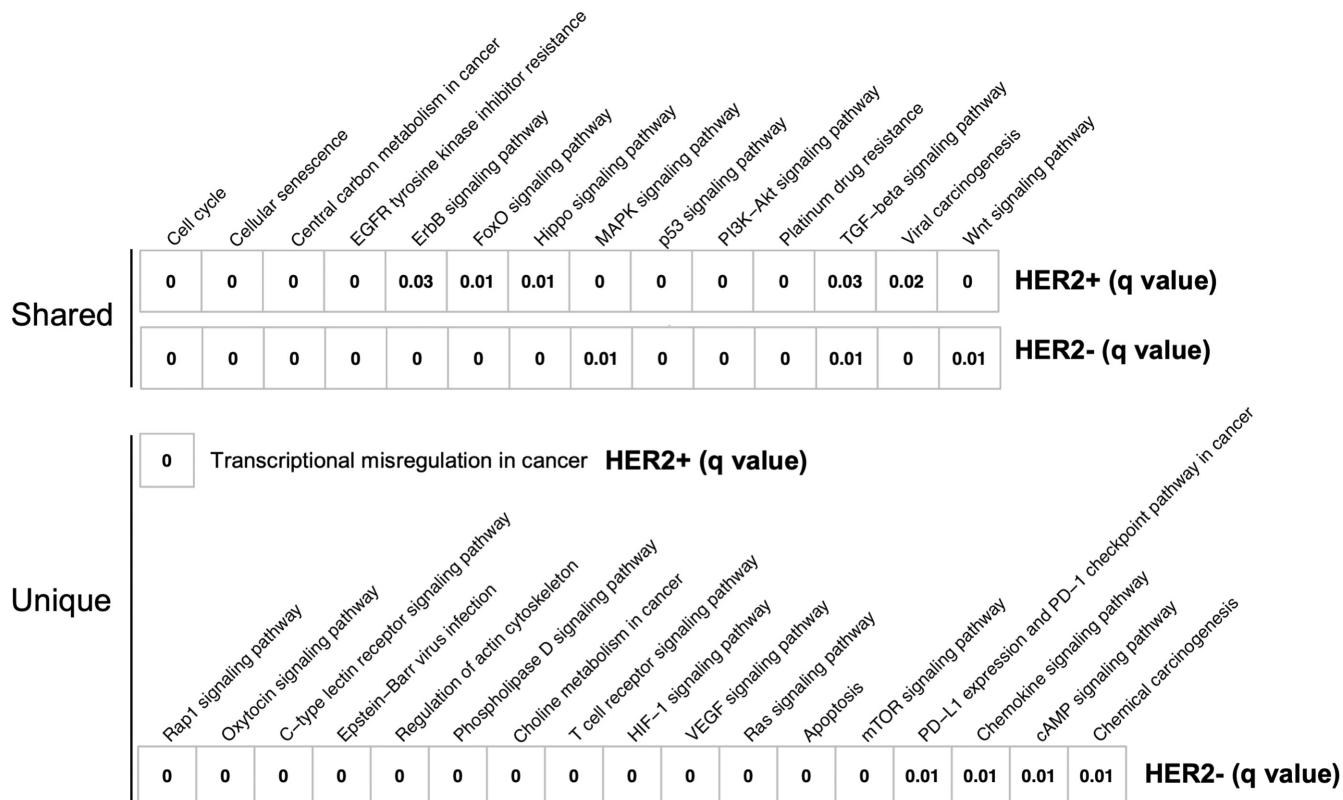 Cell cycle
Cellular senescence
Central carbon metabolism in cancer
EGFR tyrosine kinase inhibitor resistance
ErbB signaling pathway
FoxO signaling pathway
Hippo signaling pathway
MAPK signaling pathway
p53 signaling pathway
PI3K−Akt signaling pathway
Platinum drug resistance
TGF−beta signaling pathway
Viral carcinogenesis
Wnt signaling pathway
Shared
0 0 0 0 0.03 0.01 0.01 0 0 0 0 0.03 0.02 0 HER2+ (q value)
0 0 0 0 0 0 0 0.01 0 0 0 0.01 0 0.01 HER2- (q value)
Unique
0 Transcriptional misregulation in cancer HER2+ (q value)
Rap1 signaling pathway
Oxytocin signaling pathway
C−type lectin receptor signaling pathway
Epstein−Barr virus infection
Regulation of actin cytoskeleton
Phospholipase D signaling pathway
Choline metabolism in cancer
T cell receptor signaling pathway
HIF−1 signaling pathway
VEGF signaling pathway
Ras signaling pathway
Apoptosis
mTOR signaling pathway
PD−L1 expression and PD−1 checkpoint pathway in cancer
Chemokine signaling pathway
cAMP signaling pathway
Chemical carcinogenesis
0 0 0 0 0 0 0 0 0 0 0 0 0 0.01 0.01 0.01 0.01 HER2- (q value)